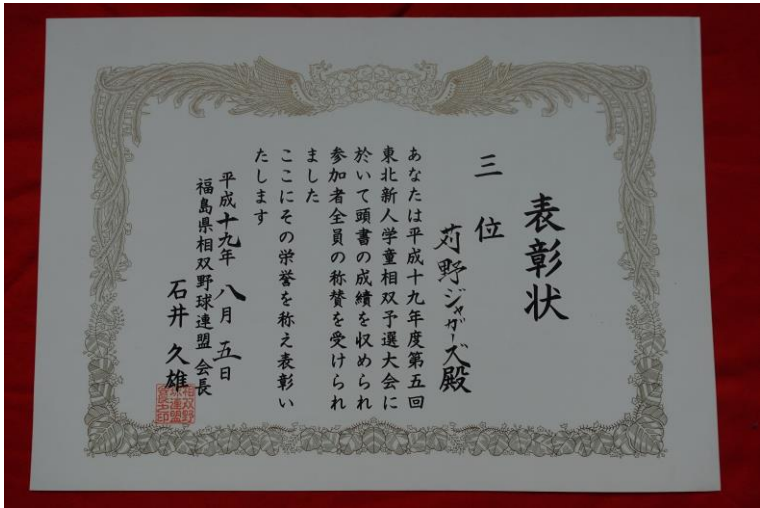 表彰状
三位
苅野ジャガーズ殿
あなたは平成十九年度第五回
東北新人学童相双予選大会に
於いて頭書の成績を収められ
参加者全員の称賛を受けられ
ました
ここにその栄誉を称え表彰い
たします
平成十九年 八月 五日
福島県相双野球連盟 会長
石井 久雄